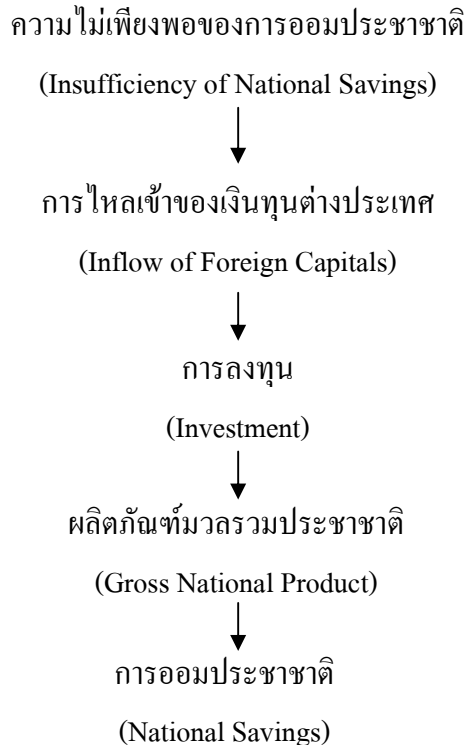 ความไม่เพียงพอของการออมประชาชาติ
(Insufficiency of National Savings)
การไหลเข้าของเงินทุนต่างประเทศ
(Inflow of Foreign Capitals)
การลงทุน
(Investment)
ผลิตภัณฑ์มวลรวมประชาชาติ
(Gross National Product)
การออมประชาชาติ
(National Savings)